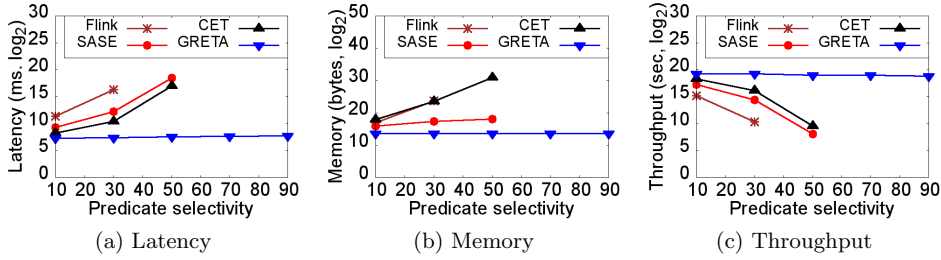 Latency (ms. log2)
30
25
20
15
10
5
0
Flink CET
SASE GRETA
10 20 30 40 50 60 70 80 90
Predicate selectivity
(a) Latency
Memory (bytes, log2)
50
40
30
20
10
0
Flink CET
SASE GRETA
10 20 30 40 50 60 70 80 90
Predicate selectivity
(b) Memory
Throughput (sec, log2)
30
25
20
15
10
5
0
Flink CET
SASE GRETA
10 20 30 40 50 60 70 80 90
Predicate selectivity
(c) Throughput